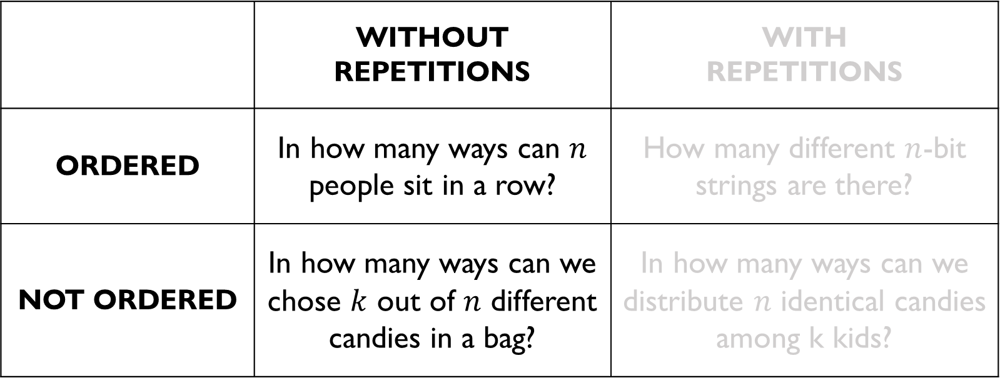 WITHOUT
REPETITIONS
WITH
REPETITIONS
ORDERED
In how many ways can n
people sit in a row?
How many different n-bit
strings are there?
NOT ORDERED
In how many ways can we
chose k out of n different
candies in a bag?
In how many ways can we
distribute n identical candies
among k kids?